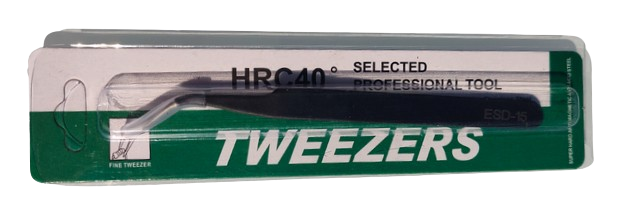 HRC40°
SELECTED
PROFESSIONAL TOOL
ESD-15
TWEEZERS
FINE TWEEZER